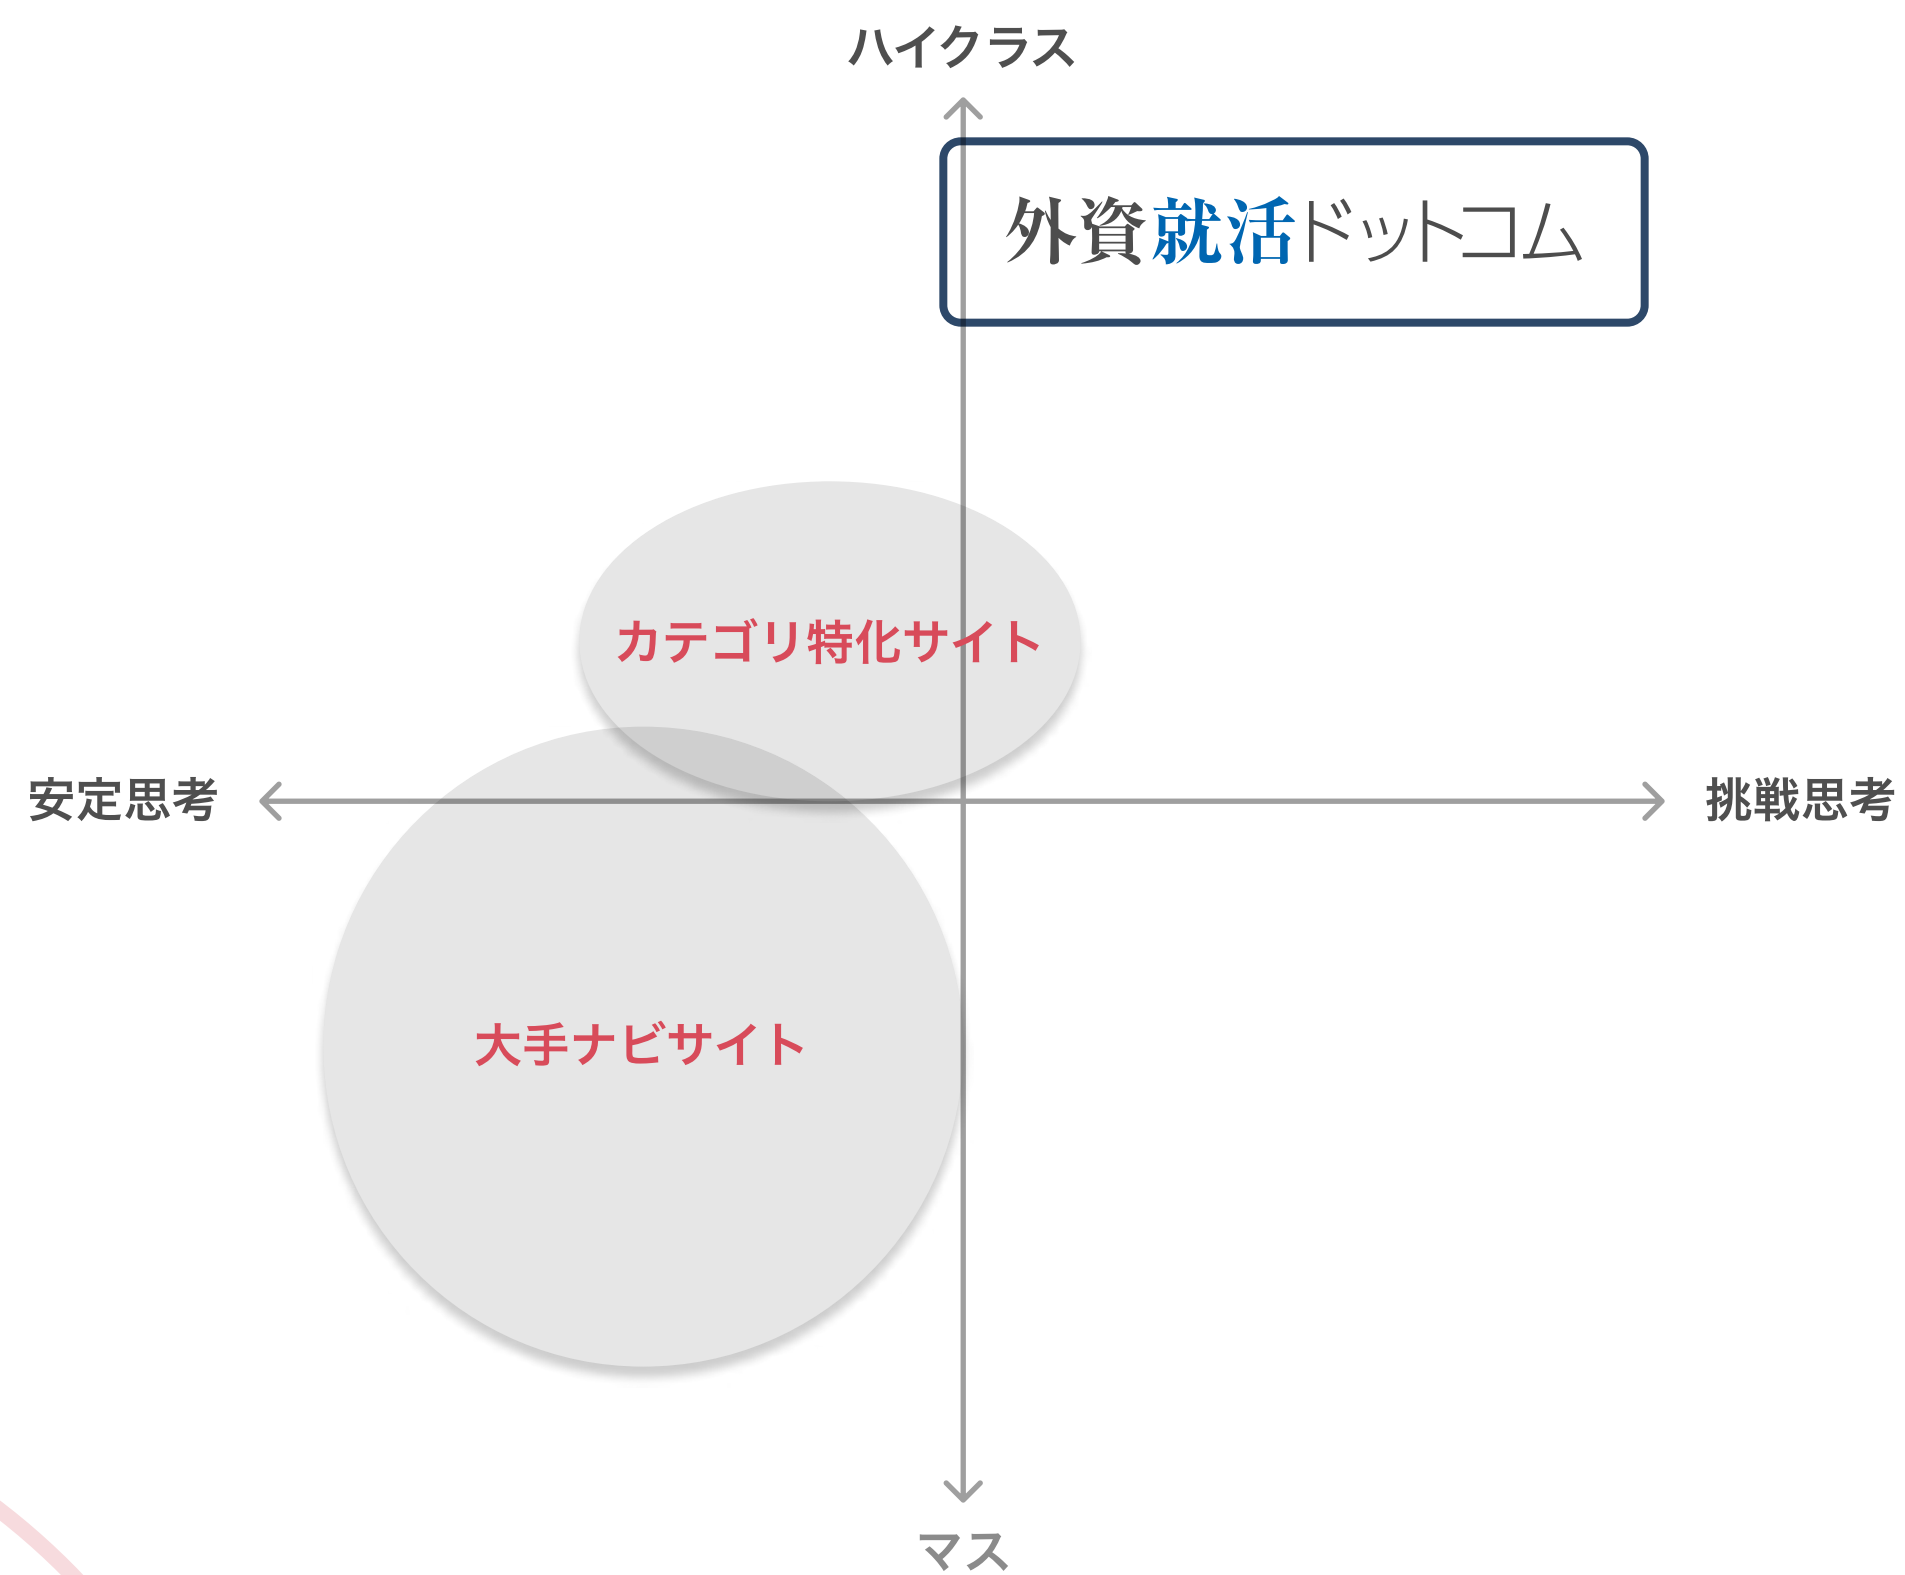 ハイクラス
外資就活ドットコム
カテゴリ特化サイト
安定思考
挑戦思考
大手ナビサイト
マス